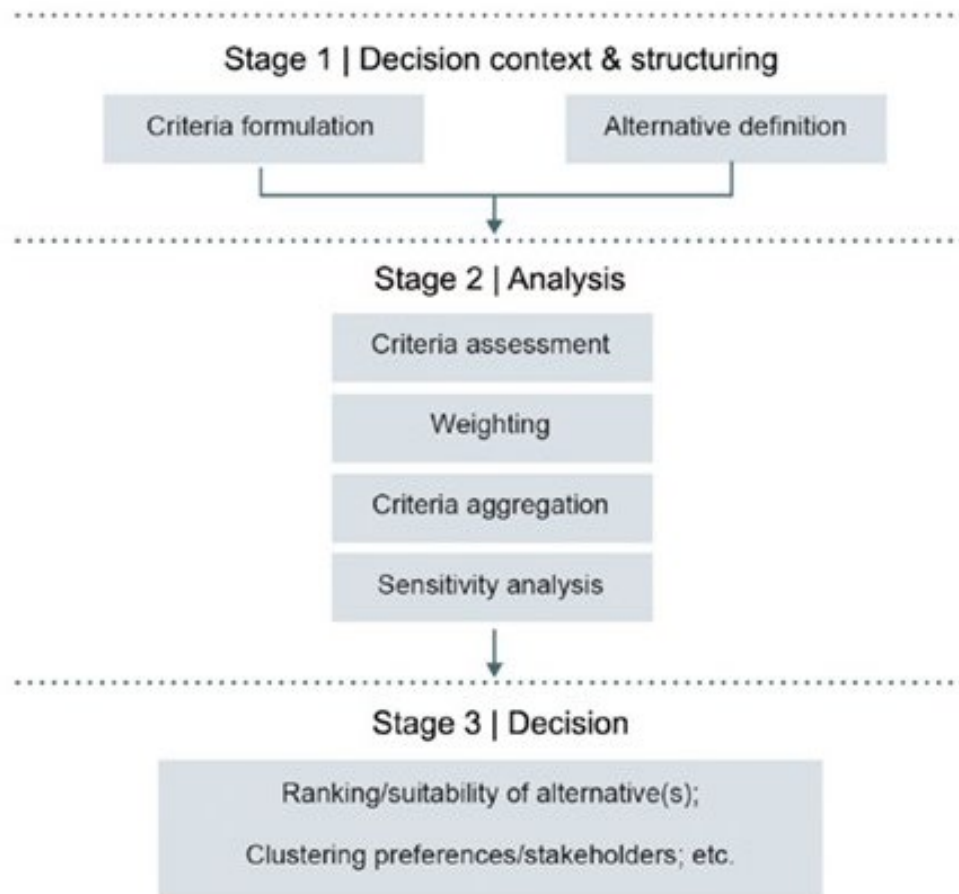 Stage 1 | Decision context & structuring
Criteria formulation
Alternative definition
Stage 2 | Analysis
Criteria assessment
Weighting
Criteria aggregation
Sensitivity analysis
Stage 3 | Decision
Ranking/suitability of alternative(s);
Clustering preferences/stakeholders; etc.